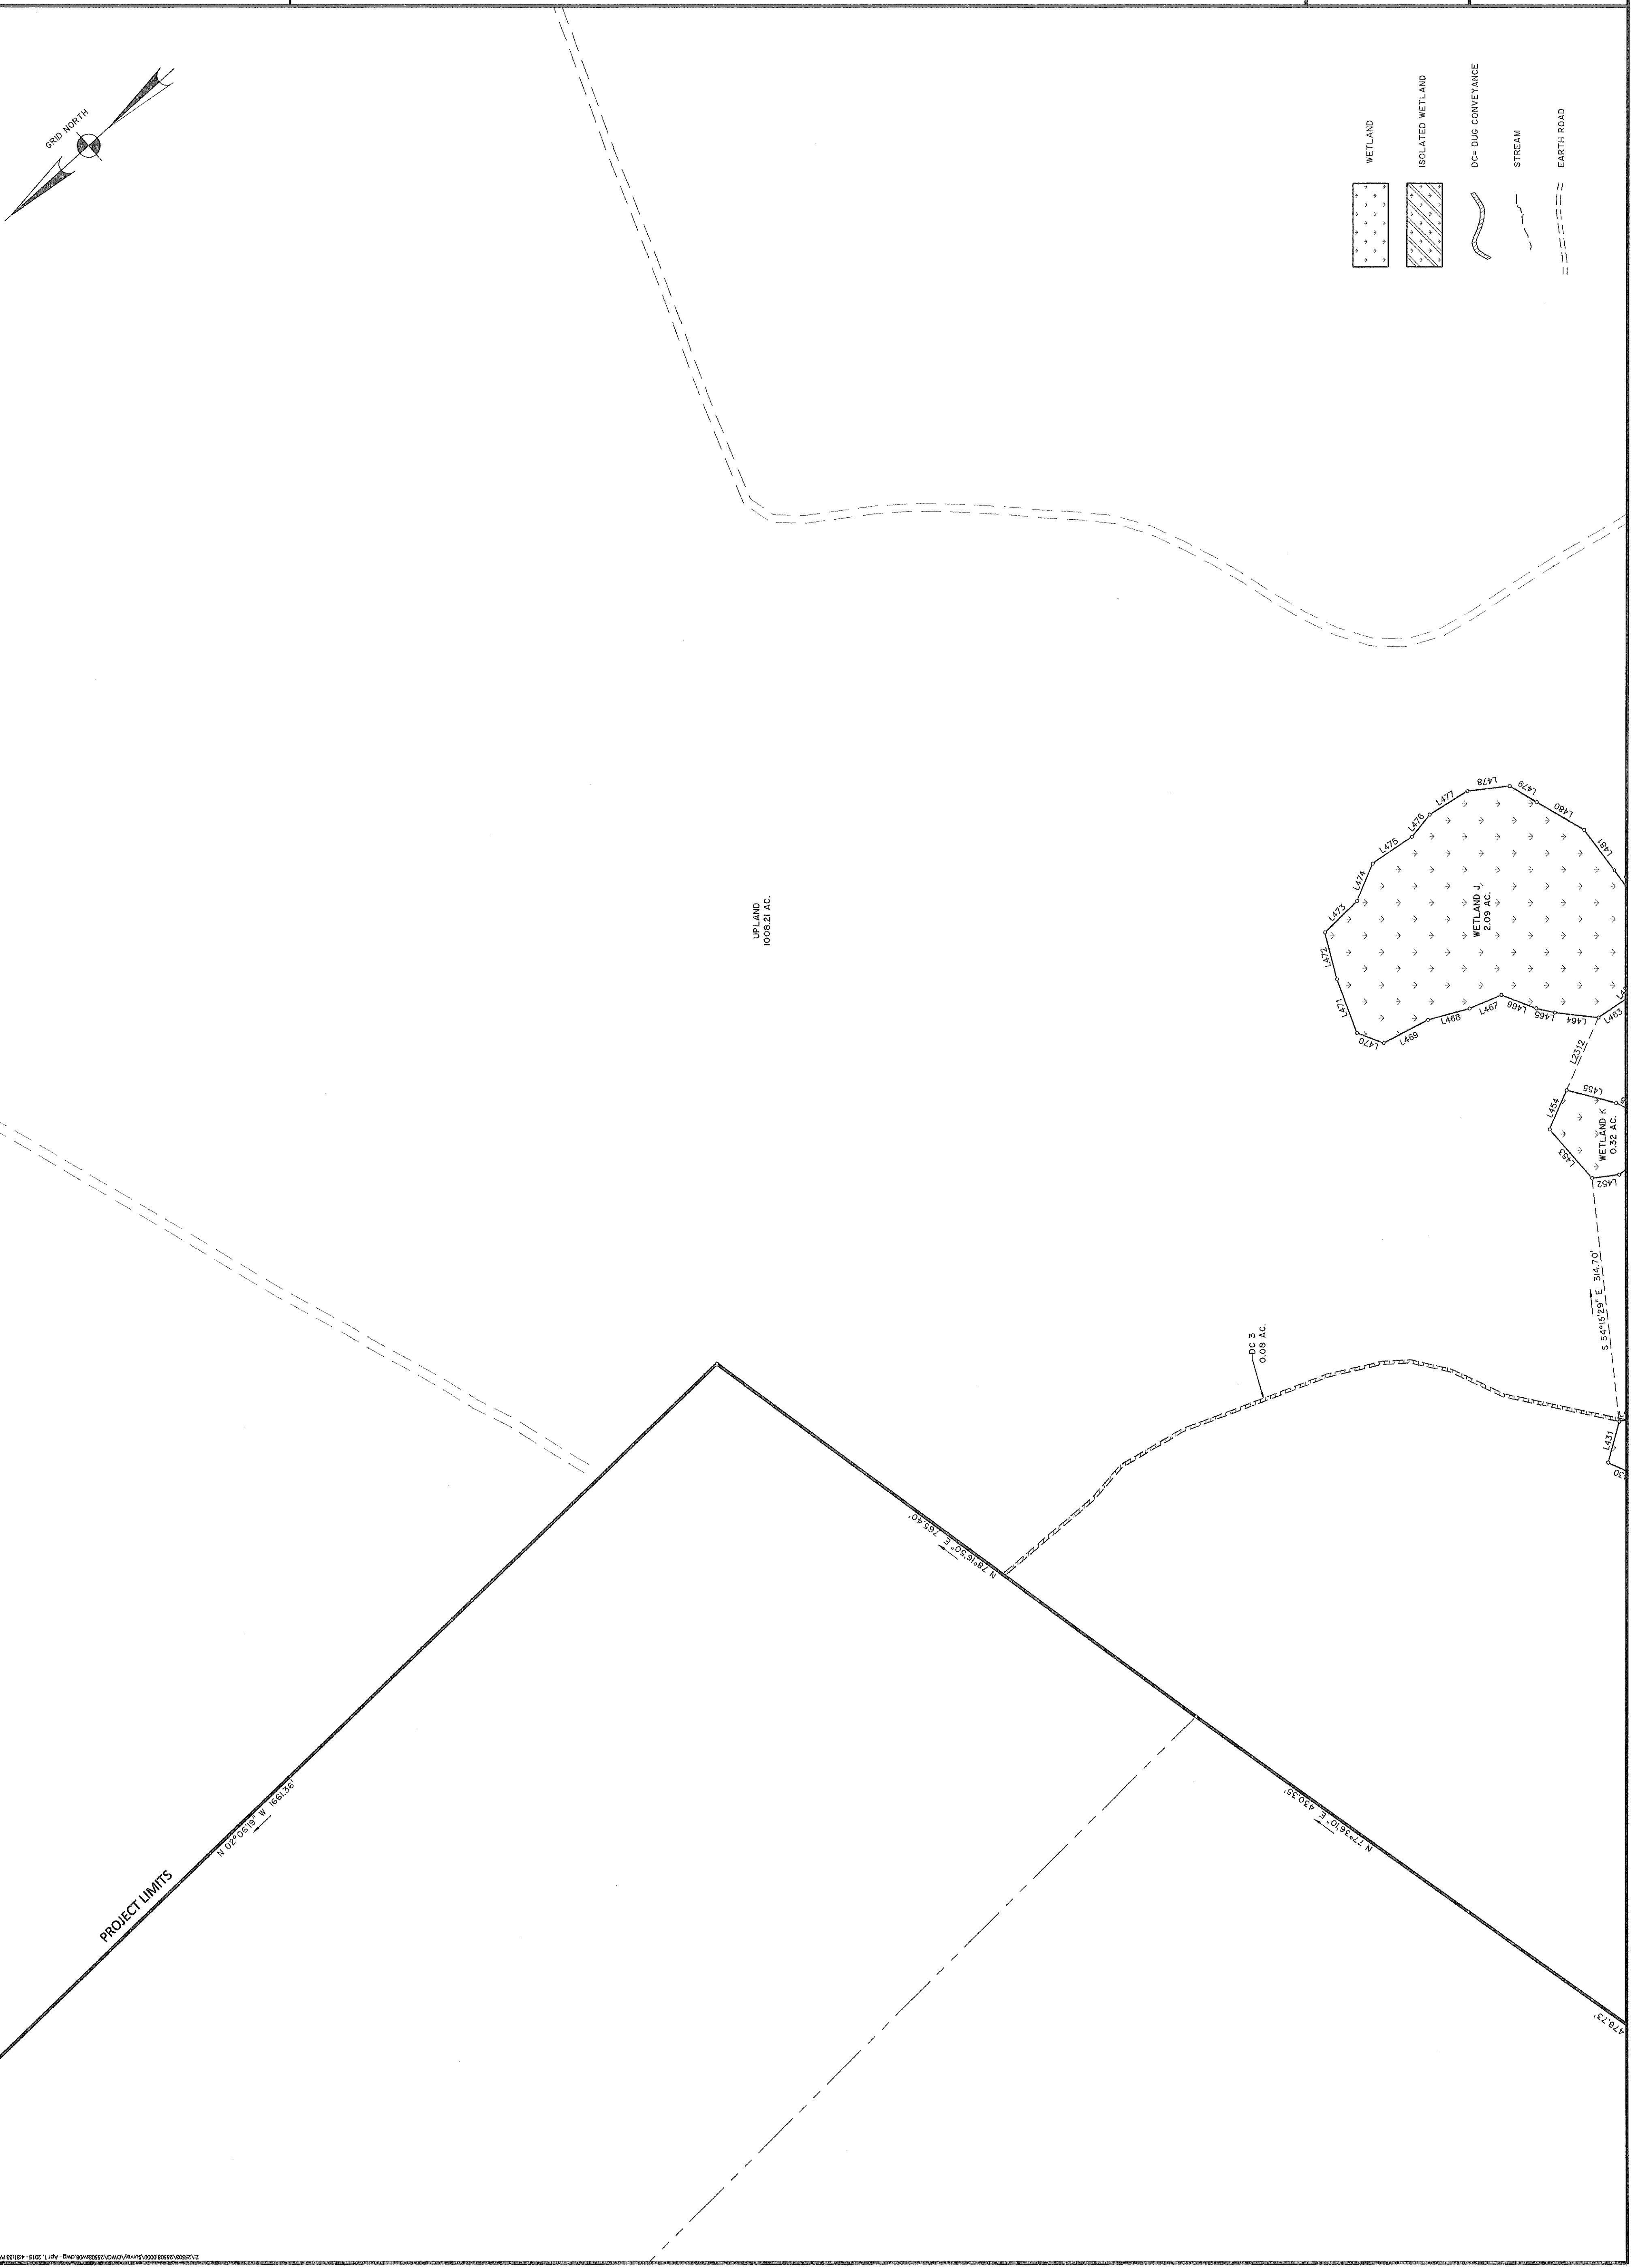 GRID NORTH
WETLAND
ISOLATED WETLAND
DC= DUG CONVEYANCE
STREAM
EARTH ROAD
UPLAND
1008.21 AC.
WETLAND J
2.09 AC.
L463
L464
L465
L466
L467
L468
L469
L470
L471
L472
L473
L474
L475
L476
L477
L478
L479
L480
L481
L2312
WETLAND K
0.32 AC.
L452
L453
L454
L455
S 54°15'29" E 314.70'
DC 3
0.08 AC.
L431
N 78°16'50" E 765.40'
N 77°36'10" E 430.35'
478.73'
N 02°06'19" W 1661.36'
PROJECT LIMITS